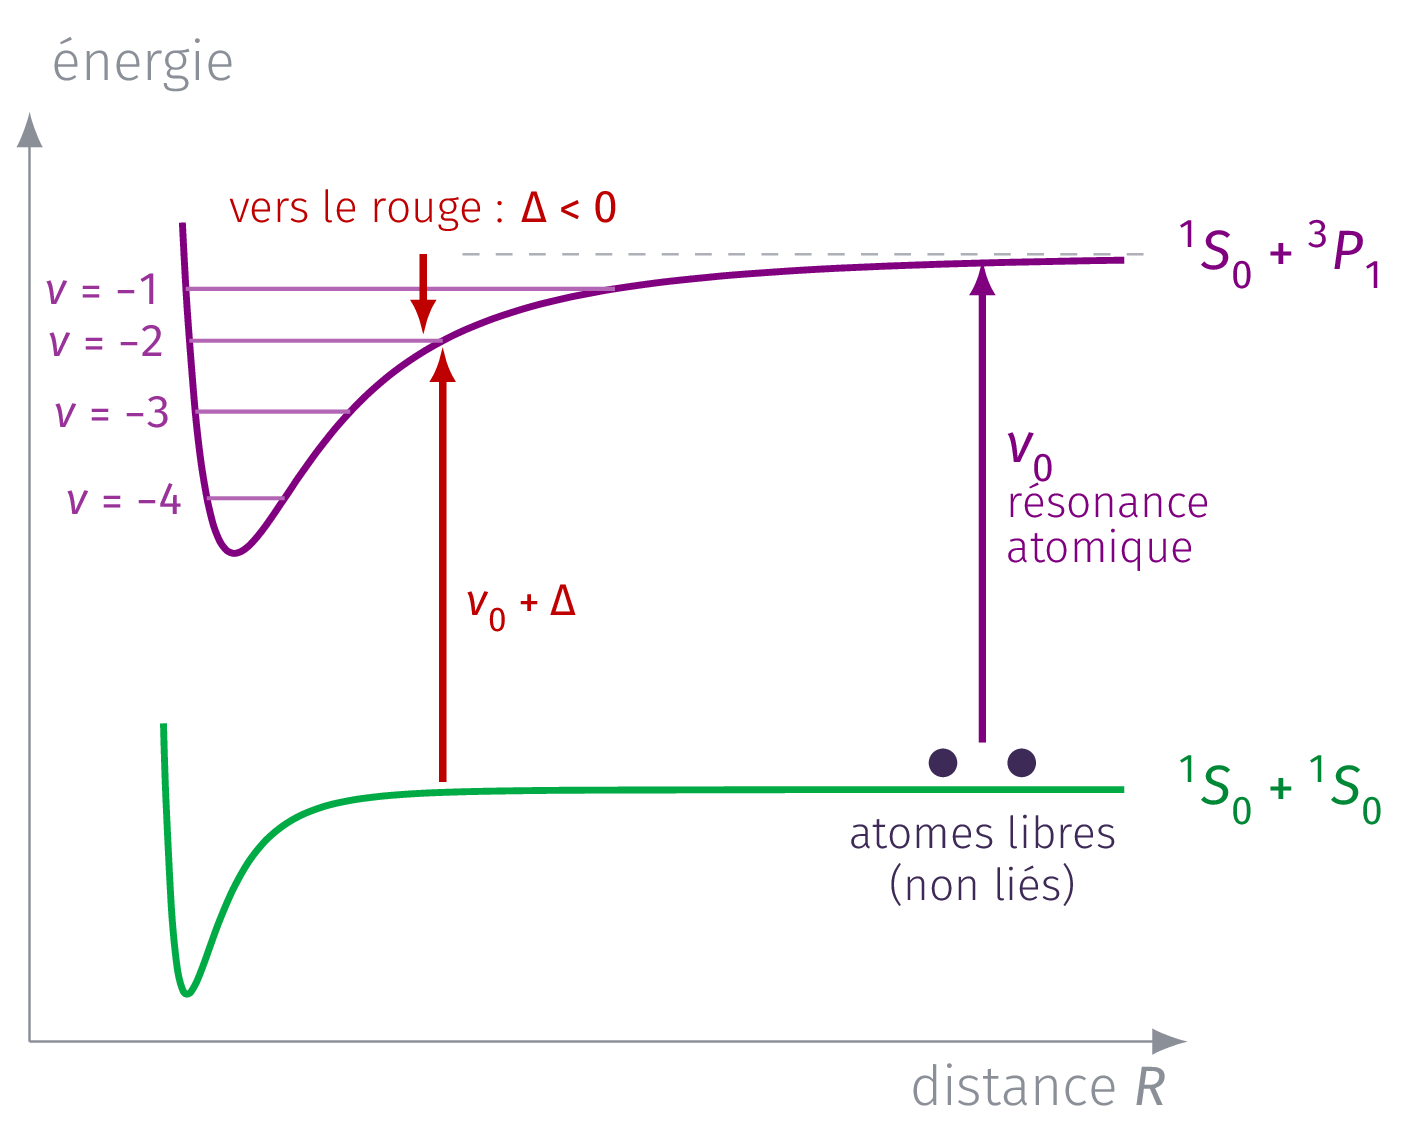 énergie
vers le rouge : Δ < 0
¹S₀ + ³P₁
v = −1
v = −2
v = −3
v = −4
ν₀
résonance
atomique
ν₀ + Δ
¹S₀ + ¹S₀
atomes libres
(non liés)
distance R